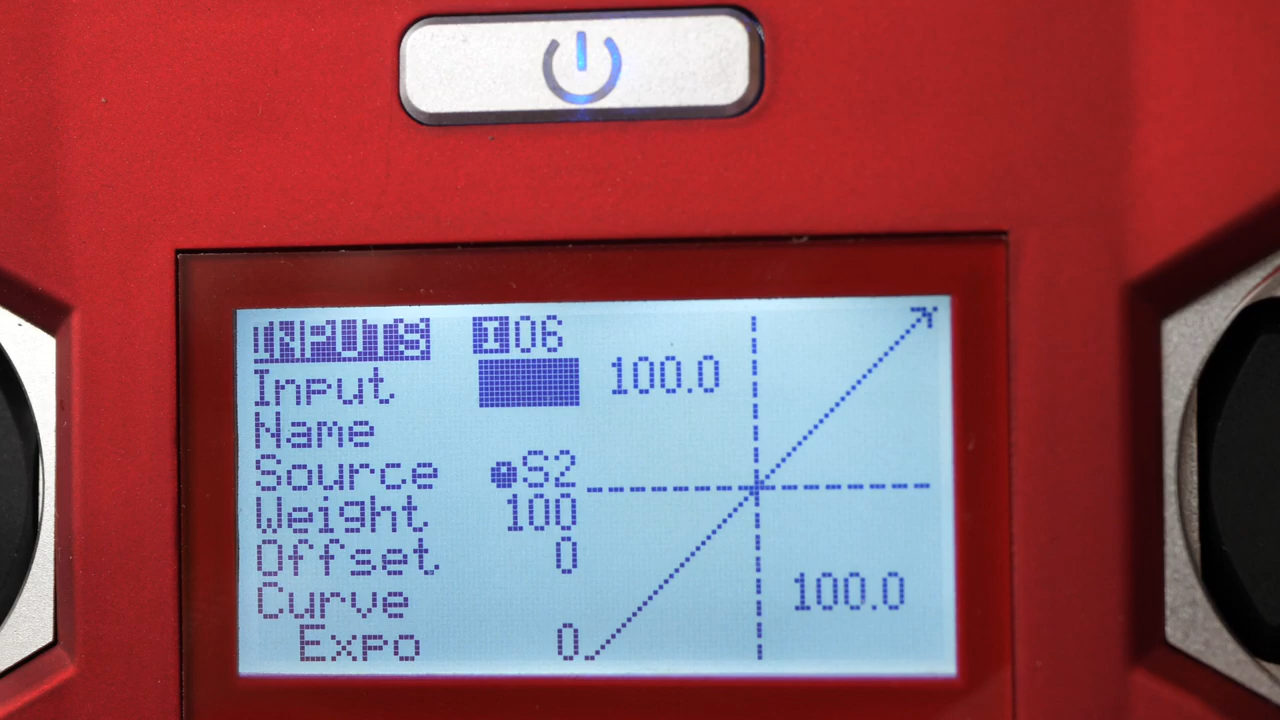 INPUTS I06
Input 100.0
Name
Source S2
Weight 100
Offset 0
Curve 100.0
Expo 0